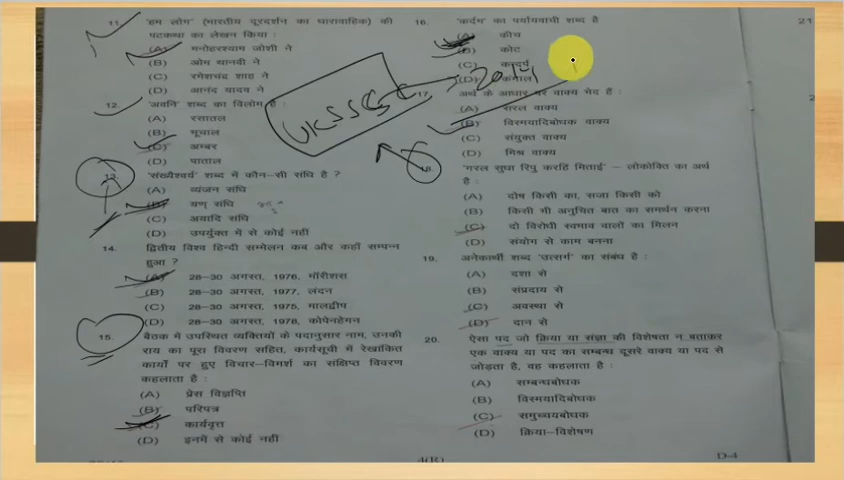 11. 'हम लोग' (भारतीय दूरदर्शन का धारावाहिक) की
पटकथा का लेखन किया :
(A) मनोहरश्याम जोशी ने
(B) ओम थानवी ने
(C) रमेशचन्द्र शाह ने
(D) आनंद यादव ने
12. 'अवनि' शब्द का विलोम है :
(A) रसातल
(B) भूचाल
(C) अम्बर
(D) पाताल
13. 'संख्यैश्वर्य' शब्द में कौन-सी संधि है ?
(A) व्यंजन संधि
(B) यण् संधि
(C) अयादि संधि
(D) उपर्युक्त में से कोई नहीं
14. द्वितीय विश्व हिन्दी सम्मेलन कब और कहाँ सम्पन्न
हुआ ?
(A) 28-30 अगस्त, 1976, मॉरीशस
(B) 28-30 अगस्त, 1977, लंदन
(C) 28-30 अगस्त, 1975, मालद्वीप
(D) 28-30 अगस्त, 1978, कोपेनहेगन
15. बैठक में उपस्थित व्यक्तियों के पदानुसार नाम, उनकी
राय का पूरा विवरण सहित, कार्यसूची में रेखांकित
कार्यों पर हुए विचार-विमर्श का संक्षिप्त विवरण
कहलाता है :
(A) प्रेस विज्ञप्ति
(B) परिपत्र
(C) कार्यवृत्त
(D) इनमें से कोई नहीं
16. 'कर्दम' का पर्यायवाची शब्द है
(A) कीच
(B) कोट
(C) कन्दर्प
(D) कंगाल
17. अर्थ के आधार पर वाक्य भेद हैं :
(A) सरल वाक्य
(B) विस्मयादिबोधक वाक्य
(C) संयुक्त वाक्य
(D) मिश्र वाक्य
'गरल सुधा रिपु करहिं मिताई' – लोकोक्ति का अर्थ
है :
(A) दोष किसी का, सजा किसी को
(B) किसी भी अनुचित बात का समर्थन करना
(C) दो विरोधी स्वभाव वालों का मिलन
(D) संयोग से काम बनना
19. अनेकार्थी शब्द 'उत्सर्ग' का संबंध है :
(A) दशा से
(B) संप्रदाय से
(C) अवस्था से
(D) दान से
20. ऐसा पद जो क्रिया या संज्ञा की विशेषता न बताकर
एक वाक्य या पद का सम्बन्ध दूसरे वाक्य या पद से
जोड़ता है, वह कहलाता है :
(A) सम्बन्धबोधक
(B) विस्मयादिबोधक
(C) समुच्चयबोधक
(D) क्रिया-विशेषण
21
4(R)
D-4